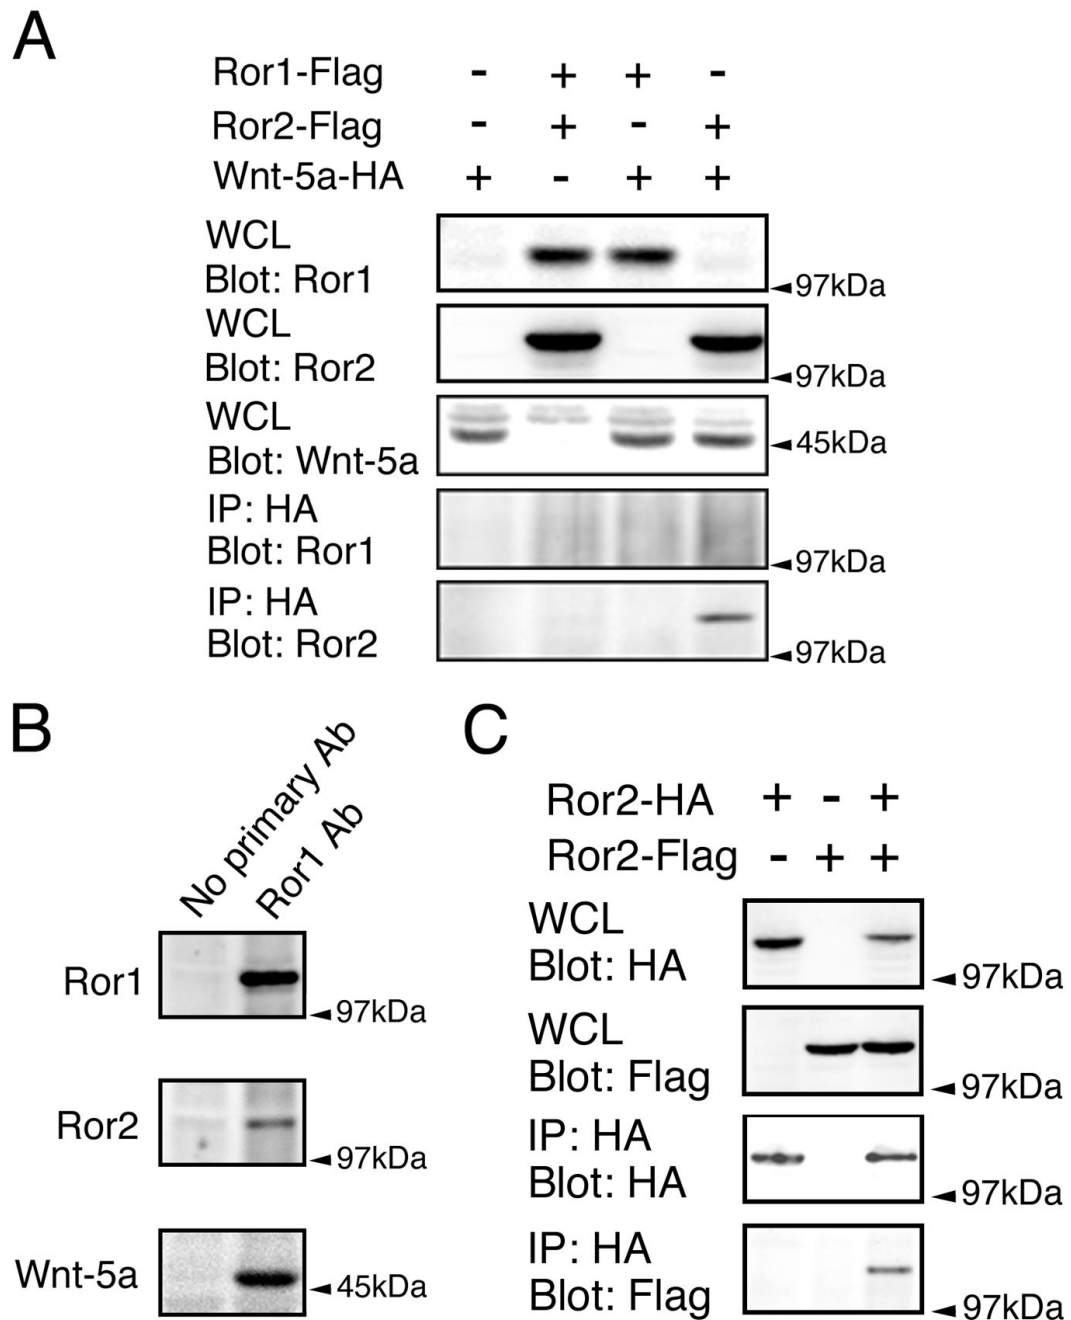 A
Ror1-Flag - + + -
Ror2-Flag - + - +
Wnt-5a-HA + - + +
WCL
Blot: Ror1
◄97kDa
WCL
Blot: Ror2
◄97kDa
WCL
Blot: Wnt-5a
◄45kDa
IP: HA
Blot: Ror1
◄97kDa
IP: HA
Blot: Ror2
◄97kDa
B
No primary Ab
Ror1 Ab
Ror1
◄97kDa
Ror2
◄97kDa
Wnt-5a
◄45kDa
C
Ror2-HA + - +
Ror2-Flag - + +
WCL
Blot: HA
◄97kDa
WCL
Blot: Flag
◄97kDa
IP: HA
Blot: HA
◄97kDa
IP: HA
Blot: Flag
◄97kDa